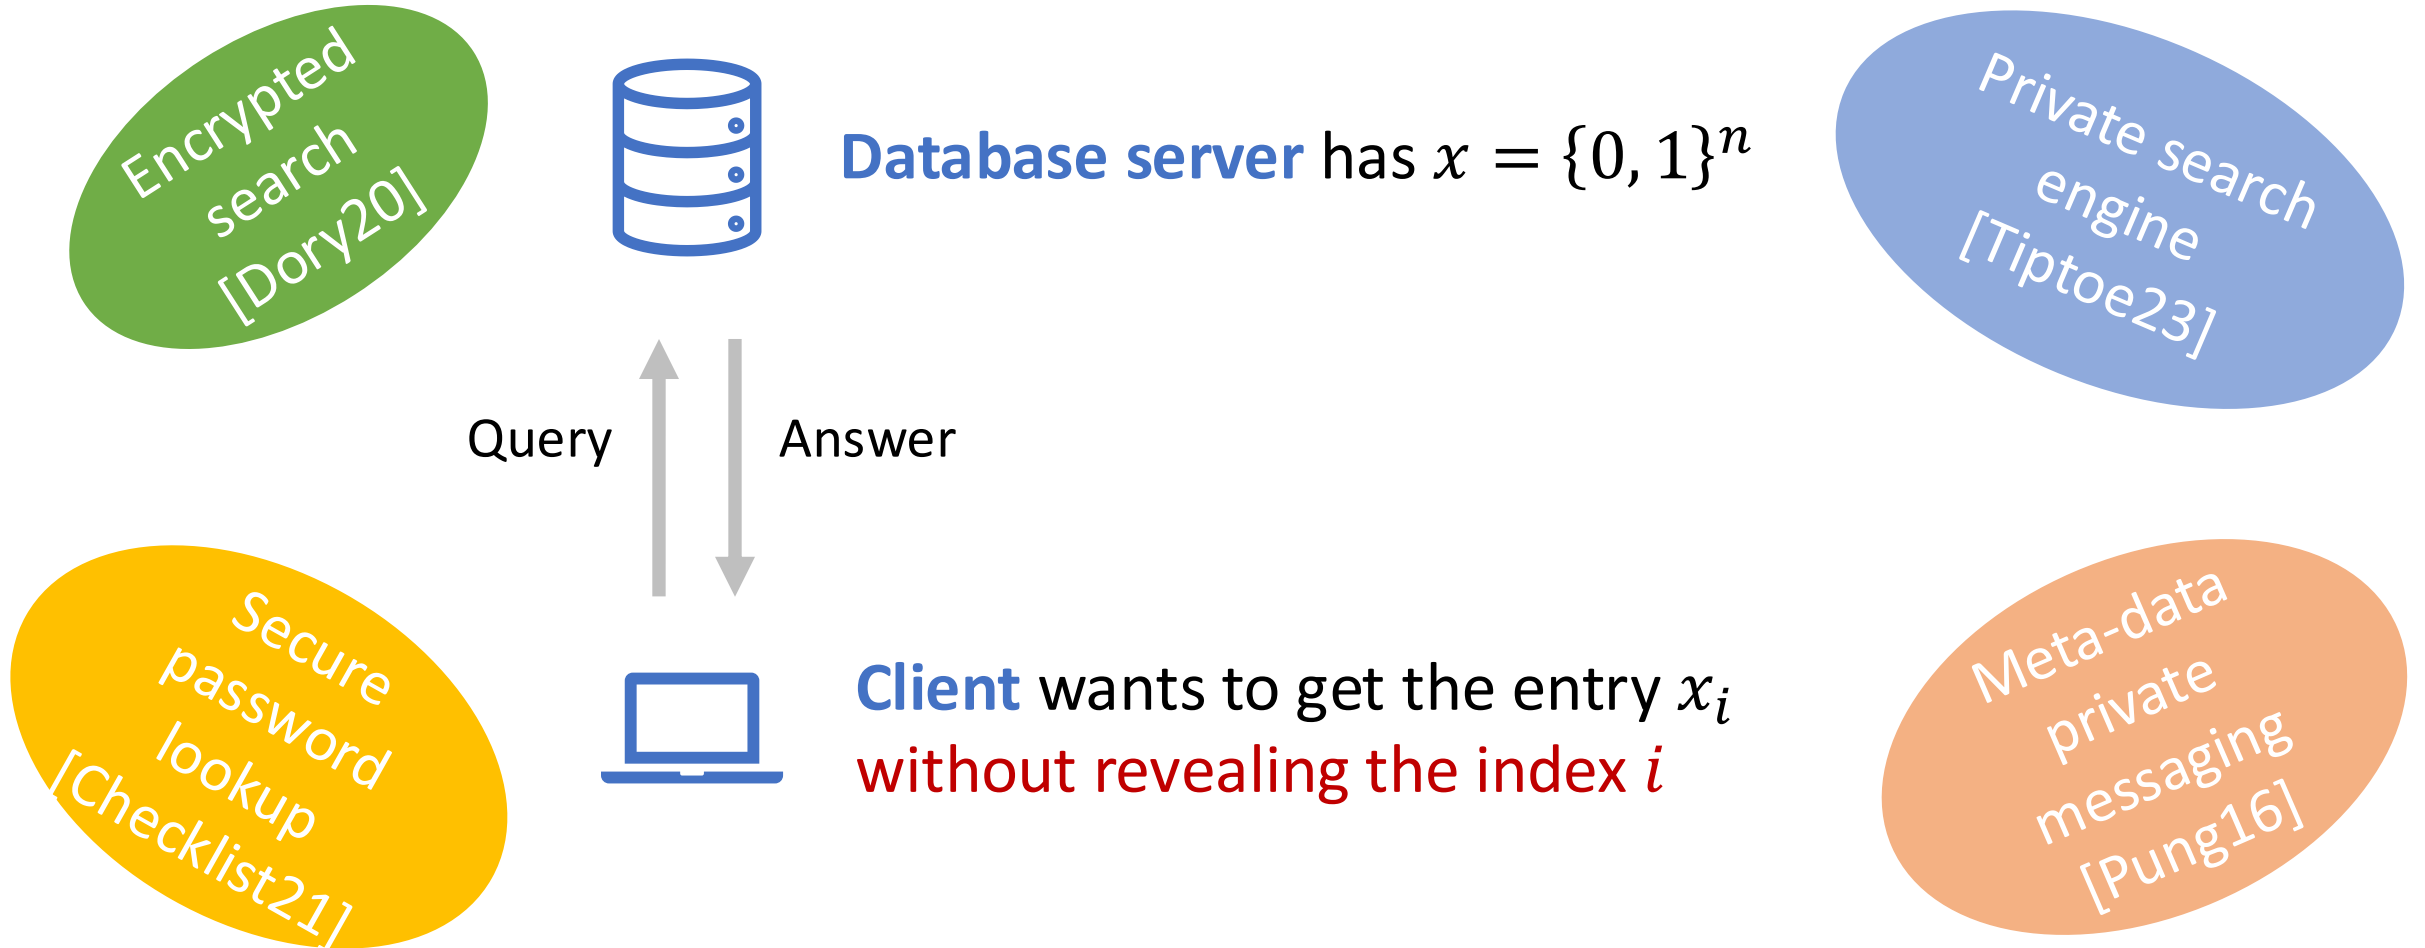 Encrypted
search
[Dory20]
Database server has x = {0, 1}ⁿ
Private search
engine
[Tiptoe23]
Query
Answer
Secure
password
lookup
[Checklist21]
Client wants to get the entry xᵢ
without revealing the index i
Meta-data
private
messaging
[Pung16]